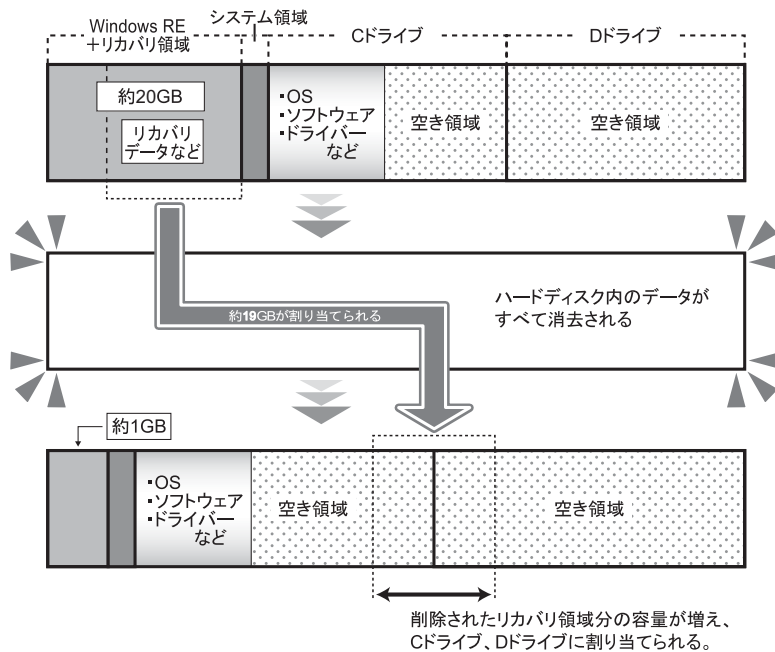 Windows RE
＋リカバリ領域
システム領域
Cドライブ
Dドライブ
約20GB
リカバリ
データなど
・OS
・ソフトウェア
・ドライバー
など
空き領域
空き領域
ハードディスク内のデータが
すべて消去される
約19GBが割り当てられる
約1GB
・OS
・ソフトウェア
・ドライバー
など
空き領域
空き領域
削除されたリカバリ領域分の容量が増え、
Cドライブ、Dドライブに割り当てられる。